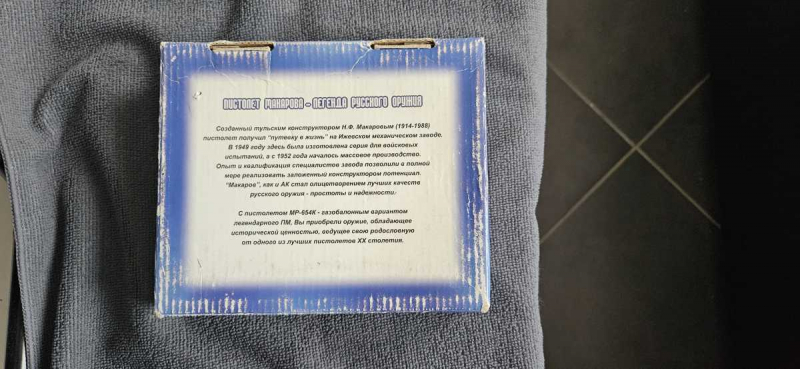 ПИСТОЛЕТ МАКАРОВА - ЛЕГЕНДА РУССКОГО ОРУЖИЯ
Созданный тульским конструктором Н.Ф. Макаровым (1914-1988)
пистолет получил "путевку в жизнь" на Ижевском механическом заводе.
В 1949 году здесь была изготовлена серия для войсковых
испытаний, а с 1952 года началось массовое производство.
Опыт и квалификация специалистов завода позволили в полной
мере реализовать заложенный конструктором потенциал.
"Макаров", как и АК стал олицетворением лучших качеств
русского оружия - простоты и надежности.
С пистолетом МР-654К - газобалонным вариантом
легендарного ПМ, Вы приобрели оружие, обладающее
исторической ценностью, ведущее свою родословную
от одного из лучших пистолетов XX столетия.